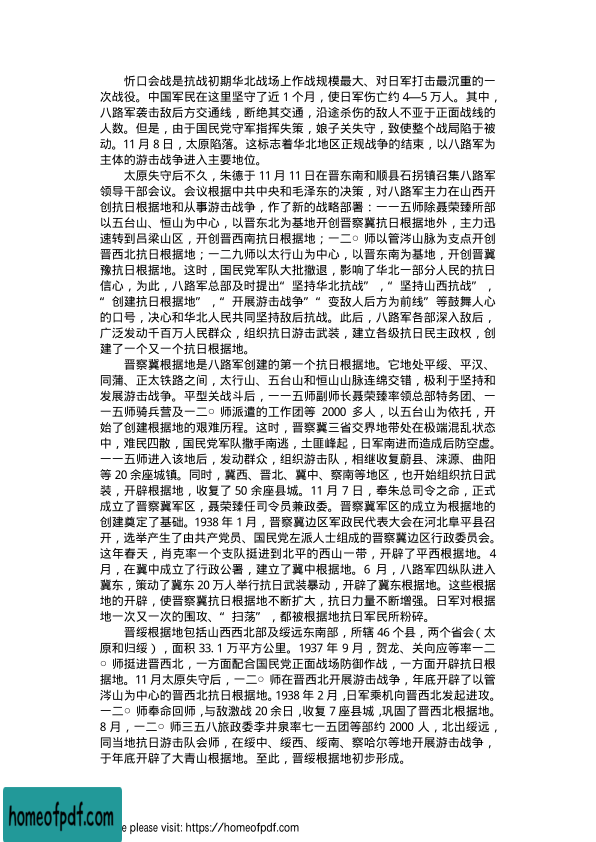 忻口会战是抗战初期华北战场上作战规模最大、对日军打击最沉重的一
次战役。中国军民在这里坚守了近 1 个月，使日军伤亡约 4—5 万人。其中，
八路军袭击敌后方交通线，断绝其交通，沿途杀伤的敌人不亚于正面战线的
人数。但是，由于国民党守军指挥失策，娘子关失守，致使整个战局陷于被
动。11 月 8 日，太原陷落。这标志着华北地区正规战争的结束，以八路军为
主体的游击战争进入主要地位。
太原失守后不久，朱德于 11 月 11 日在晋东南和顺县石拐镇召集八路军
领导干部会议。会议根据中共中央和毛泽东的决策，对八路军主力在山西开
创抗日根据地和从事游击战争，作了新的战略部署：一一五师除聂荣臻所部
以五台山、恒山为中心，以晋东北为基地开创晋察冀抗日根据地外，主力迅
速转到吕梁山区，开创晋西南抗日根据地；一二○师以管涔山脉为支点开创
晋西北抗日根据地；一二九师以太行山为中心，以晋东南为基地，开创晋冀
豫抗日根据地。这时，国民党军队大批撤退，影响了华北一部分人民的抗日
信心，为此，八路军总部及时提出“坚持华北抗战”，“坚持山西抗战”，
“创建抗日根据地”，“开展游击战争”“变敌人后方为前线”等鼓舞人心
的口号，决心和华北人民共同坚持敌后抗战。此后，八路军各部深入敌后，
广泛发动千百万人民群众，组织抗日游击武装，建立各级抗日民主政权，创
建了一个又一个抗日根据地。
晋察冀根据地是八路军创建的第一个抗日根据地。它地处平绥、平汉、
同蒲、正太铁路之间，太行山、五台山和恒山山脉连绵交错，极利于坚持和
发展游击战争。平型关战斗后，一一五师副师长聂荣臻率领总部特务团、一
一五师骑兵营及一二○师派遣的工作团等 2000 多人，以五台山为依托，开
始了创建根据地的艰难历程。这时，晋察冀三省交界地带处在极端混乱状态
中，难民四散，国民党军队撤手南逃，土匪峰起，日军南进而造成后防空虚。
一一五师进入该地后，发动群众，组织游击队，相继收复蔚县、涞源、曲阳
等 20 余座城镇。同时，冀西、晋北、冀中、察南等地区，也开始组织抗日武
装，开辟根据地，收复了 50 余座县城。11 月 7 日，奉朱总司令之命，正式
成立了晋察冀军区，聂荣臻任司令员兼政委。晋察冀军区的成立为根据地的
创建奠定了基础。1938 年 1 月，晋察冀边区军政民代表大会在河北阜平县召
开，选举产生了由共产党员、国民党左派人士组成的晋察冀边区行政委员会。
这年春天，肖克率一个支队挺进到北平的西山一带，开辟了平西根据地。4
月，在冀中成立了行政公署，建立了冀中根据地。6 月，八路军四纵队进入
冀东，策动了冀东 20 万人举行抗日武装暴动，开辟了冀东根据地。这些根据
地的开辟，使晋察冀抗日根据地不断扩大，抗日力量不断增强。日军对根据
地一次又一次的围攻、“扫荡”，都被根据地抗日军民所粉碎。
晋绥根据地包括山西西北部及绥远东南部，所辖 46 个县，两个省会（太
原和归绥），面积 33.1 万平方公里。1937 年 9 月，贺龙、关向应等率一二
○师挺进晋西北，一方面配合国民党正面战场防御作战，一方面开辟抗日根
据地。11 月太原失守后，一二○师在晋西北开展游击战争，年底开辟了以管
涔山为中心的晋西北抗日根据地。1938 年 2 月，日军乘机向晋西北发起进攻。
一二○师奉命回师，与敌激战 20 余日，收复 7 座县城，巩固了晋西北根据地。
8 月，一二○师三五八旅政委李井泉率七一五团等部约 2000 人，北出绥远，
同当地抗日游击队会师，在绥中、绥西、绥南、察哈尔等地开展游击战争，
于年底开辟了大青山根据地。至此，晋绥根据地初步形成。
homeofpdf.com
please visit: https://homeofpdf.com